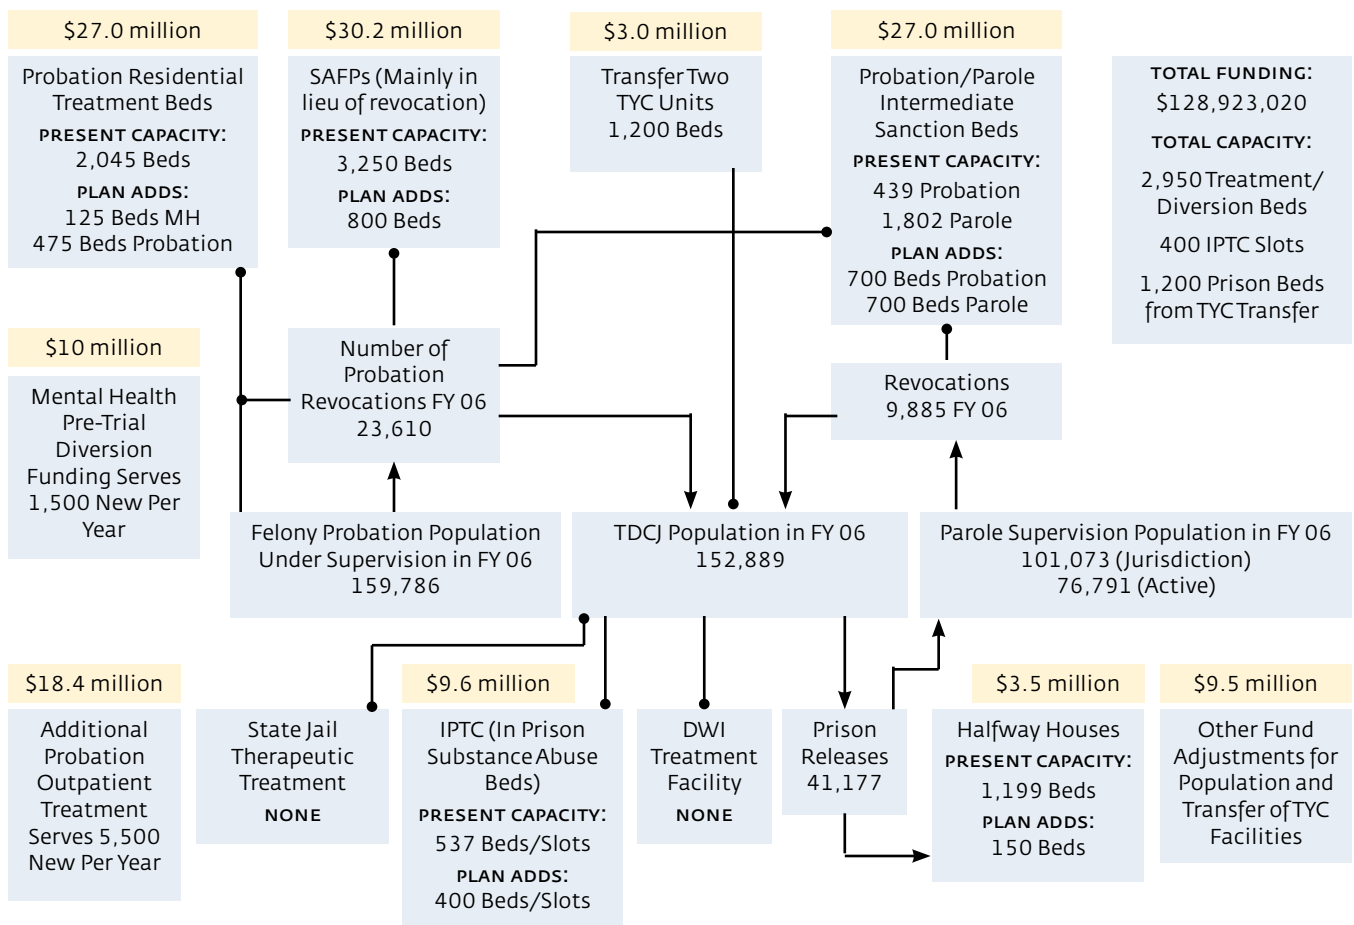 $27.0 million
Probation Residential
Treatment Beds
PRESENT CAPACITY:
2,045 Beds
PLAN ADDS:
125 Beds MH
475 Beds Probation
$30.2 million
SAFPs (Mainly in
lieu of revocation)
PRESENT CAPACITY:
3,250 Beds
PLAN ADDS:
800 Beds
$3.0 million
Transfer Two
TYC Units
1,200 Beds
$27.0 million
Probation/Parole
Intermediate
Sanction Beds
PRESENT CAPACITY:
439 Probation
1,802 Parole
PLAN ADDS:
700 Beds Probation
700 Beds Parole
TOTAL FUNDING:
$128,923,020
TOTAL CAPACITY:
2,950 Treatment/
Diversion Beds
400 IPTC Slots
1,200 Prison Beds
from TYC Transfer
$10 million
Mental Health
Pre-Trial
Diversion
Funding Serves
1,500 New Per
Year
Number of
Probation
Revocations FY 06
23,610
Revocations
9,885 FY 06
Felony Probation Population
Under Supervision in FY 06
159,786
TDCJ Population in FY 06
152,889
Parole Supervision Population in FY 06
101,073 (Jurisdiction)
76,791 (Active)
$18.4 million
Additional
Probation
Outpatient
Treatment
Serves 5,500
New Per Year
State Jail
Therapeutic
Treatment
NONE
$9.6 million
IPTC (In Prison
Substance Abuse
Beds)
PRESENT CAPACITY:
537 Beds/Slots
PLAN ADDS:
400 Beds/Slots
DWI
Treatment
Facility
NONE
Prison
Releases
41,177
$3.5 million
Halfway Houses
PRESENT CAPACITY:
1,199 Beds
PLAN ADDS:
150 Beds
$9.5 million
Other Fund
Adjustments for
Population and
Transfer of TYC
Facilities